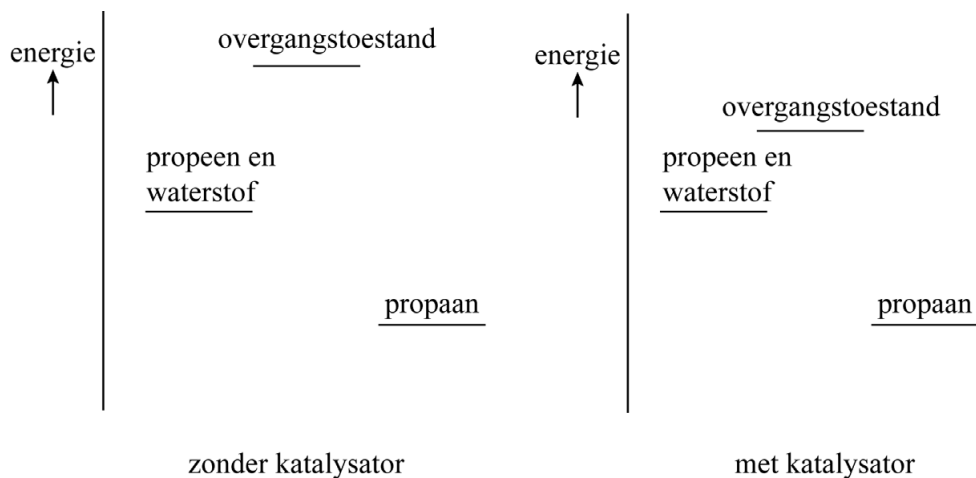 energie
overgangstoestand
propeen en
waterstof
propaan
zonder katalysator
energie
overgangstoestand
propeen en
waterstof
propaan
met katalysator